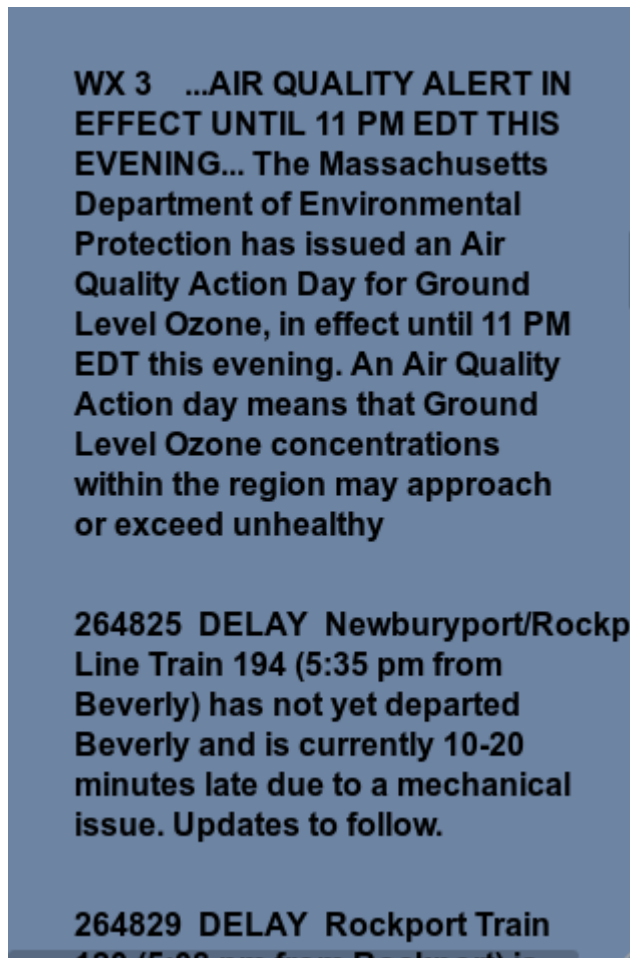 WX 3 ...AIR QUALITY ALERT IN
EFFECT UNTIL 11 PM EDT THIS
EVENING... The Massachusetts
Department of Environmental
Protection has issued an Air
Quality Action Day for Ground
Level Ozone, in effect until 11 PM
EDT this evening. An Air Quality
Action day means that Ground
Level Ozone concentrations
within the region may approach
or exceed unhealthy
264825 DELAY Newburyport/Rockp
Line Train 194 (5:35 pm from
Beverly) has not yet departed
Beverly and is currently 10-20
minutes late due to a mechanical
issue. Updates to follow.
264829 DELAY Rockport Train
pm from Rockport) is